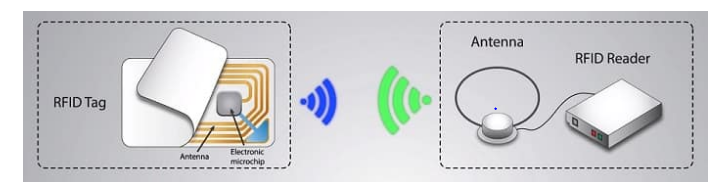 RFID Tag
Antenna
Electronic
microchip
Antenna
RFID Reader